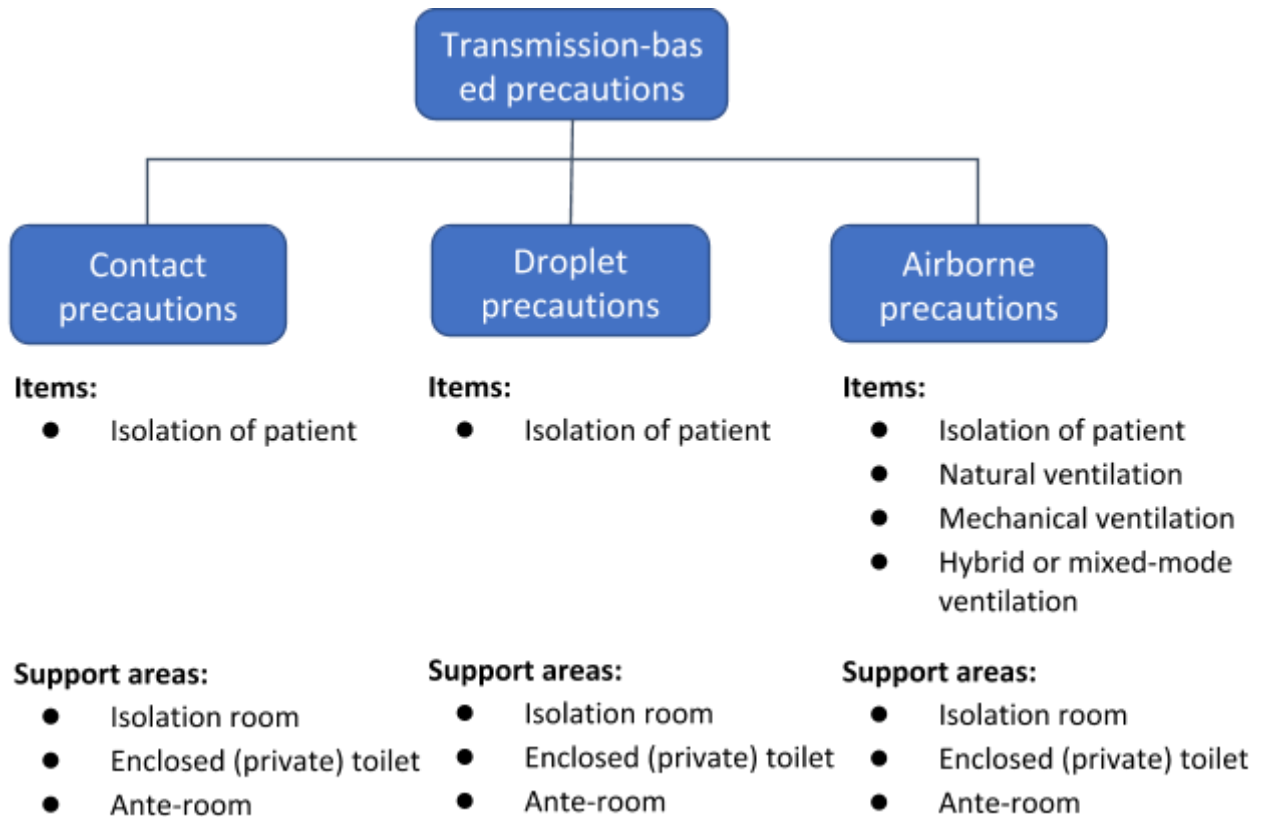 Transmission-bas
ed precautions
Contact
precautions
Droplet
precautions
Airborne
precautions
Items:
● Isolation of patient
Support areas:
● Isolation room
● Enclosed (private) toilet
● Ante-room
Items:
● Isolation of patient
Support areas:
● Isolation room
● Enclosed (private) toilet
● Ante-room
Items:
● Isolation of patient
● Natural ventilation
● Mechanical ventilation
● Hybrid or mixed-mode
ventilation
Support areas:
● Isolation room
● Enclosed (private) toilet
● Ante-room